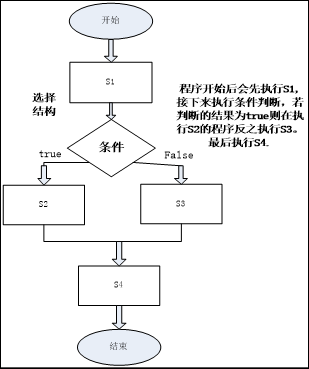 开始
S1
选择
结构
程序开始后会先执行S1,
接下来执行条件判断，若
判断的结果为true则在执
行S2的程序反之执行S3。
最后执行S4.
条件
true
False
S2
S3
S4
结束